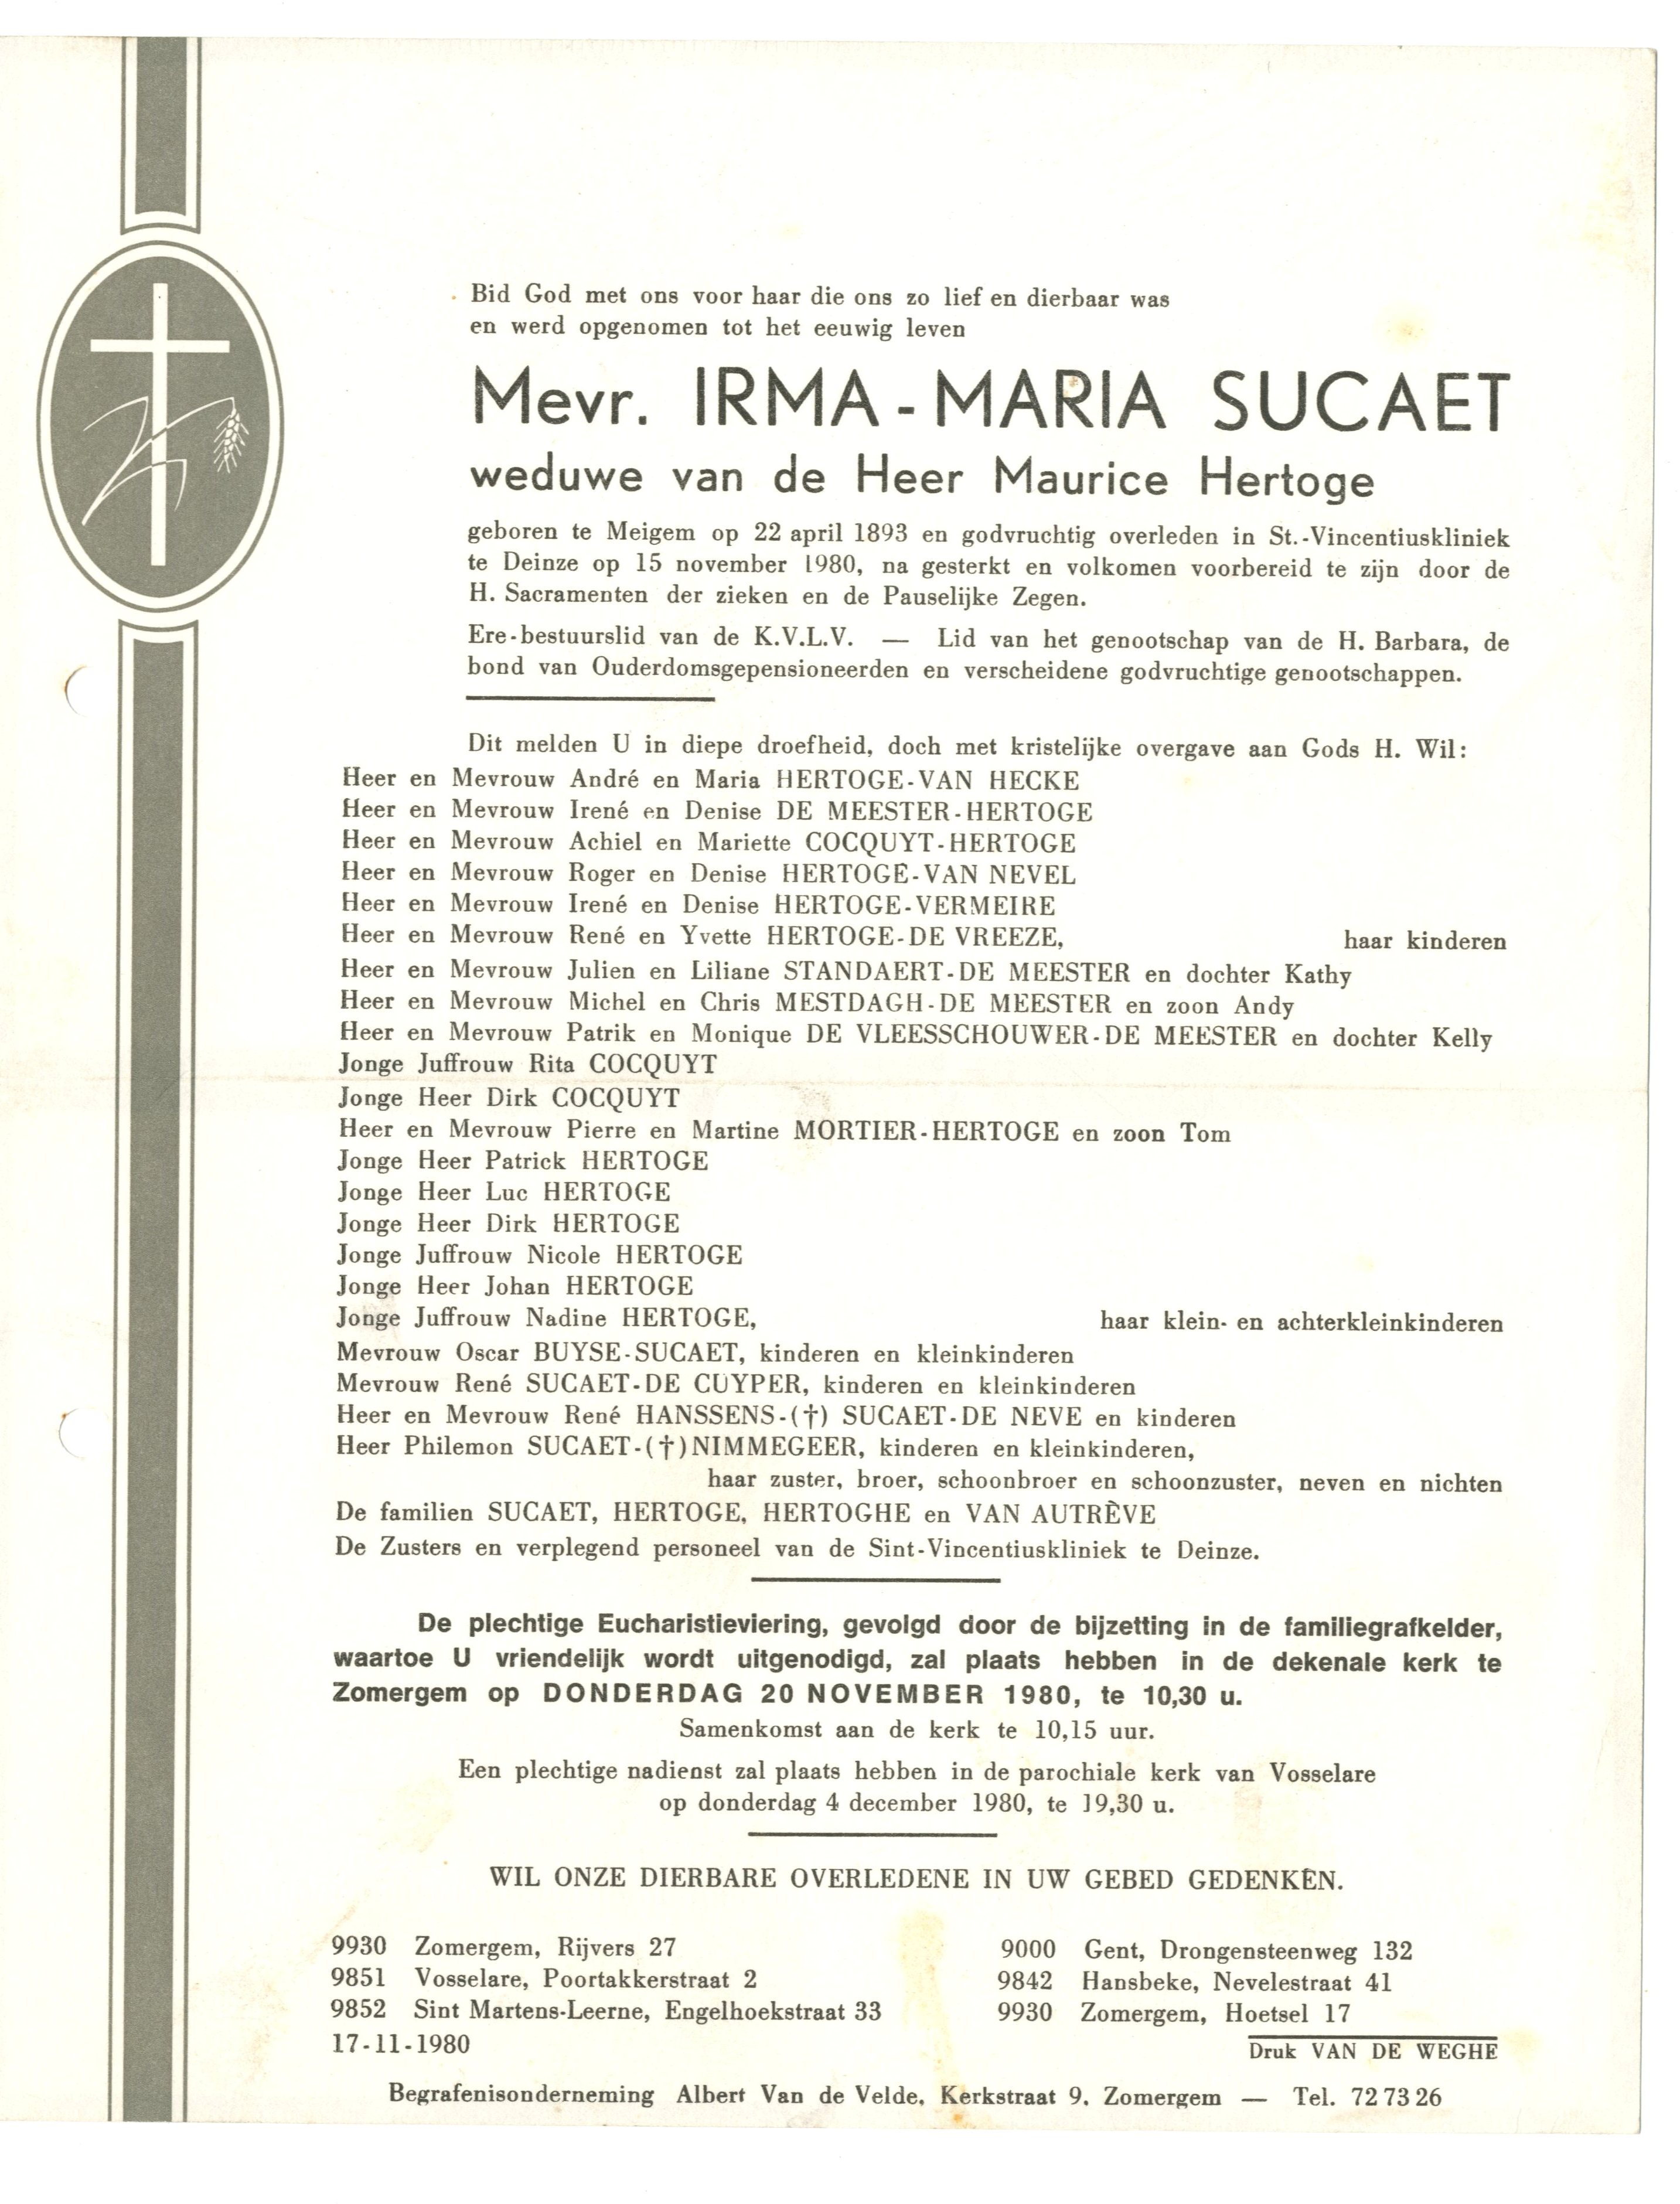 Bid God met ons voor haar die ons zo lief en dierbaar was
en werd opgenomen tot het eeuwig leven
Mevr. IRMA - MARIA SUCAET
weduwe van de Heer Maurice Hertoge
geboren te Meigem op 22 april 1893 en godvruchtig overleden in St.-Vincentiuskliniek
te Deinze op 15 november 1980, na gesterkt en volkomen voorbereid te zijn door de
H. Sacramenten der zieken en de Pauselijke Zegen.
Ere-bestuurslid van de K.V.L.V. — Lid van het genootschap van de H. Barbara, de
bond van Ouderdomsgepensioneerden en verscheidene godvruchtige genootschappen.
Dit melden U in diepe droefheid, doch met kristelijke overgave aan Gods H. Wil:
Heer en Mevrouw André en Maria HERTOGE-VAN HECKE
Heer en Mevrouw Irené en Denise DE MEESTER-HERTOGE
Heer en Mevrouw Achiel en Mariette COCQUYT-HERTOGE
Heer en Mevrouw Roger en Denise HERTOGE-VAN NEVEL
Heer en Mevrouw Irené en Denise HERTOGE-VERMEIRE
Heer en Mevrouw René en Yvette HERTOGE-DE VREEZE, haar kinderen
Heer en Mevrouw Julien en Liliane STANDAERT-DE MEESTER en dochter Kathy
Heer en Mevrouw Michel en Chris MESTDAGH-DE MEESTER en zoon Andy
Heer en Mevrouw Patrik en Monique DE VLEESSCHOUWER-DE MEESTER en dochter Kelly
Jonge Juffrouw Rita COCQUYT
Jonge Heer Dirk COCQUYT
Heer en Mevrouw Pierre en Martine MORTIER-HERTOGE en zoon Tom
Jonge Heer Patrick HERTOGE
Jonge Heer Luc HERTOGE
Jonge Heer Dirk HERTOGE
Jonge Juffrouw Nicole HERTOGE
Jonge Heer Johan HERTOGE
Jonge Juffrouw Nadine HERTOGE, haar klein- en achterkleinkinderen
Mevrouw Oscar BUYSE-SUCAET, kinderen en kleinkinderen
Mevrouw René SUCAET-DE CUYPER, kinderen en kleinkinderen
Heer en Mevrouw René HANSSENS-(†) SUCAET-DE NEVE en kinderen
Heer Philemon SUCAET-(†)NIMMEGEER, kinderen en kleinkinderen,
haar zuster, broer, schoonbroer en schoonzuster, neven en nichten
De familien SUCAET, HERTOGE, HERTOGHE en VAN AUTRÈVE
De Zusters en verplegend personeel van de Sint-Vincentiuskliniek te Deinze.
De plechtige Eucharistieviering, gevolgd door de bijzetting in de familiegrafkelder,
waartoe U vriendelijk wordt uitgenodigd, zal plaats hebben in de dekenale kerk te
Zomergem op DONDERDAG 20 NOVEMBER 1980, te 10,30 u.
Samenkomst aan de kerk te 10,15 uur.
Een plechtige nadienst zal plaats hebben in de parochiale kerk van Vosselare
op donderdag 4 december 1980, te 19,30 u.
WIL ONZE DIERBARE OVERLEDENE IN UW GEBED GEDENKEN.
9930 Zomergem, Rijvers 27 9000 Gent, Drongensteenweg 132
9851 Vosselare, Poortakkerstraat 2 9842 Hansbeke, Nevelestraat 41
9852 Sint Martens-Leerne, Engelhoekstraat 33 9930 Zomergem, Hoetsel 17
17-11-1980 Druk VAN DE WEGHE
Begrafenisonderneming Albert Van de Velde, Kerkstraat 9, Zomergem — Tel. 72 73 26